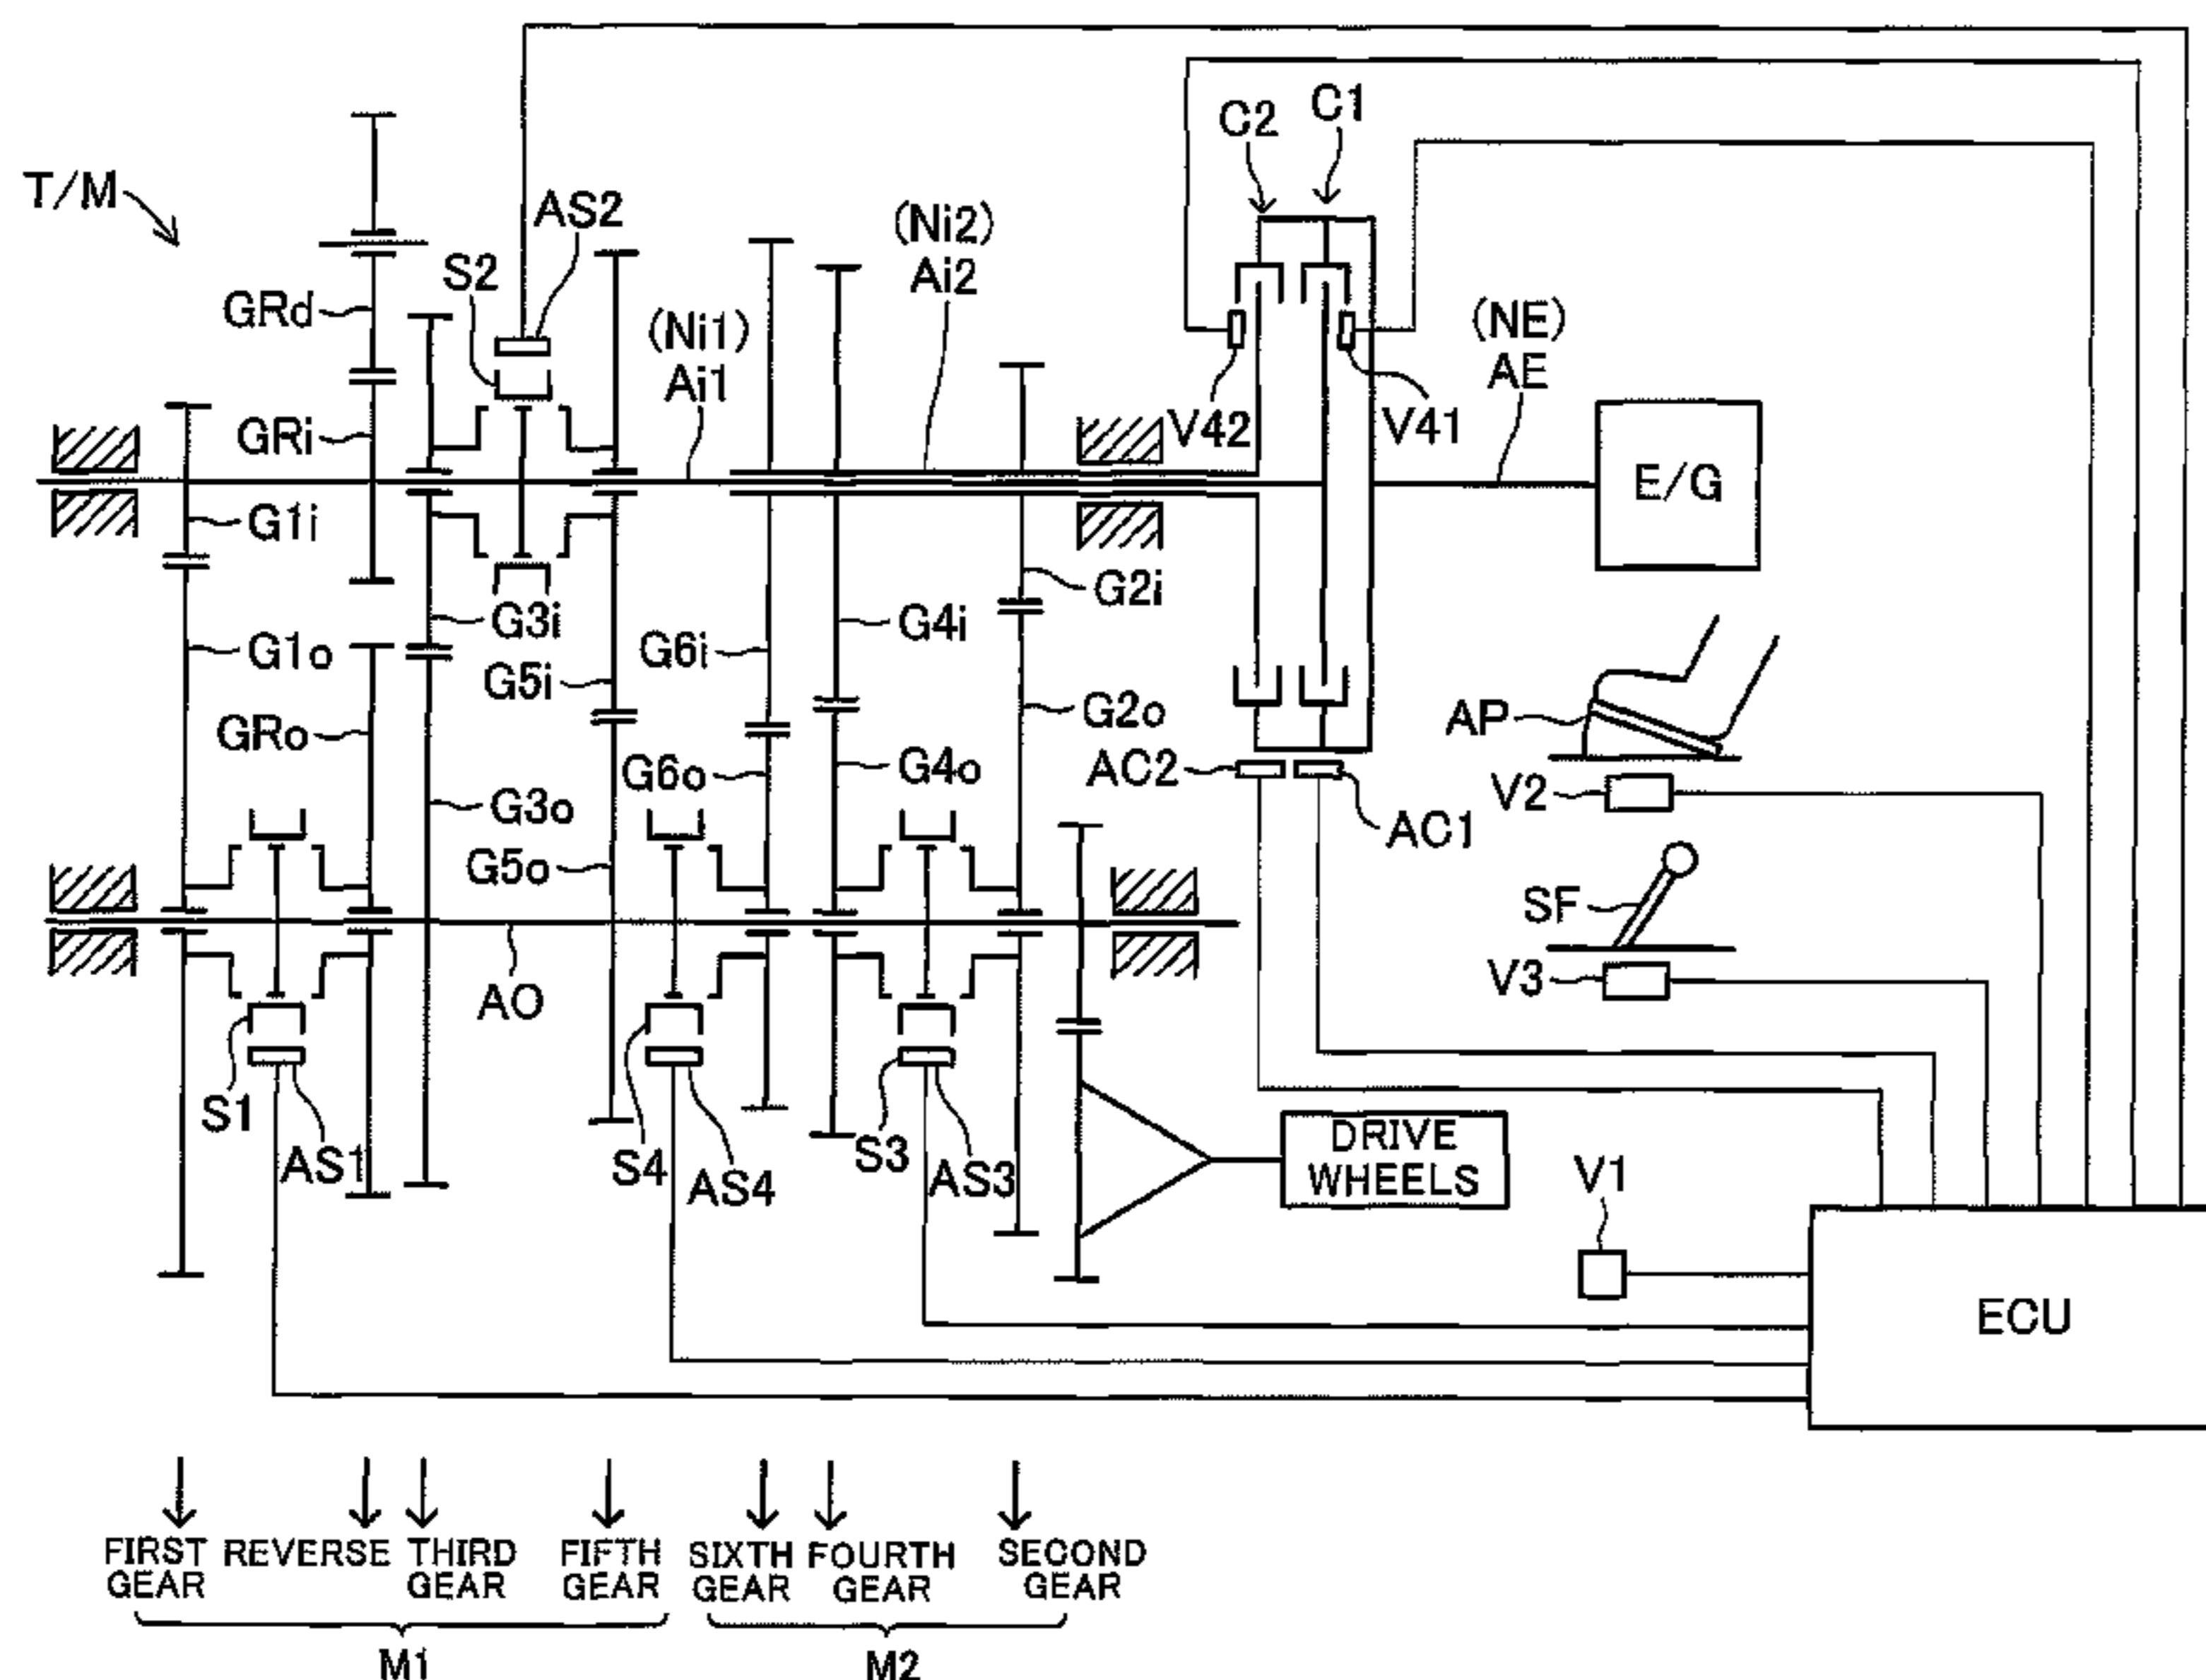 C2
C1
T/M
AS2
(Ni2)
Ai2
S2
GRd
(Ni1)
Ai1
(NE)
AE
GRi
V42
V41
E/G
G1i
G2i
G3i
G4i
G1o
G6i
G5i
G2o
AP
GRo
G6o
G4o
AC2
V2
G3o
AC1
G5o
SF
V3
AO
S1
AS1
S4
AS4
S3
AS3
DRIVE
WHEELS
V1
ECU
FIRST
GEAR
REVERSE
THIRD
GEAR
FIFTH
GEAR
SIXTH
GEAR
FOURTH
GEAR
SECOND
GEAR
M1
M2